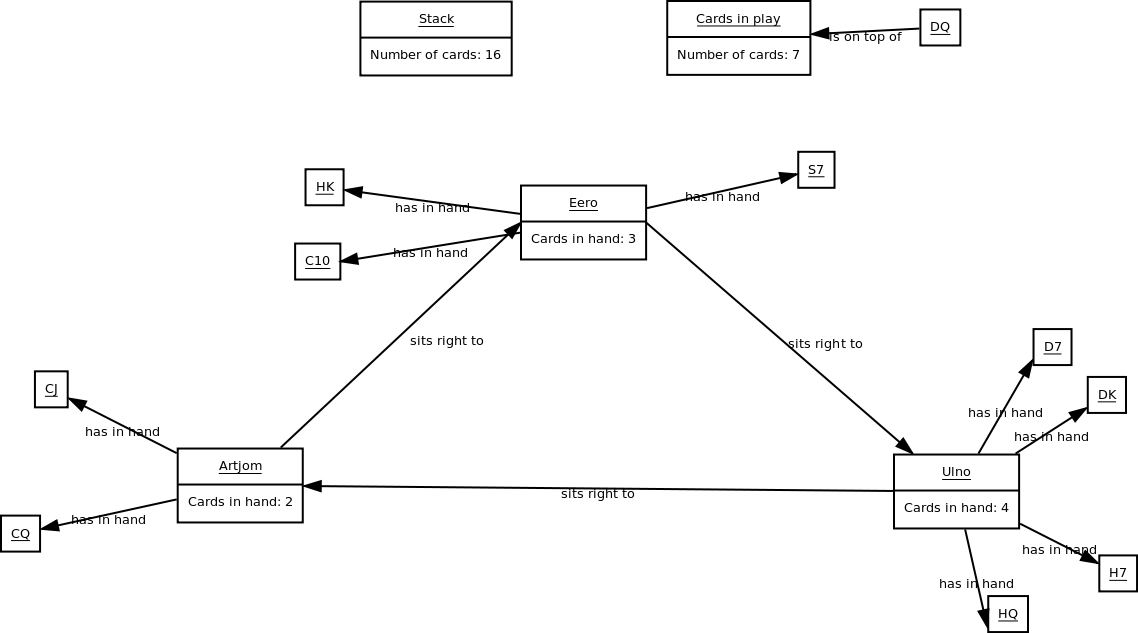 Stack
Number of cards: 16
Cards in play
Number of cards: 7
is on top of
DQ
HK
has in hand
C10
has in hand
Eero
Cards in hand: 3
has in hand
S7
sits right to
sits right to
CJ
has in hand
Artjom
Cards in hand: 2
has in hand
CQ
sits right to
D7
has in hand
DK
has in hand
Ulno
Cards in hand: 4
has in hand
H7
has in hand
HQ